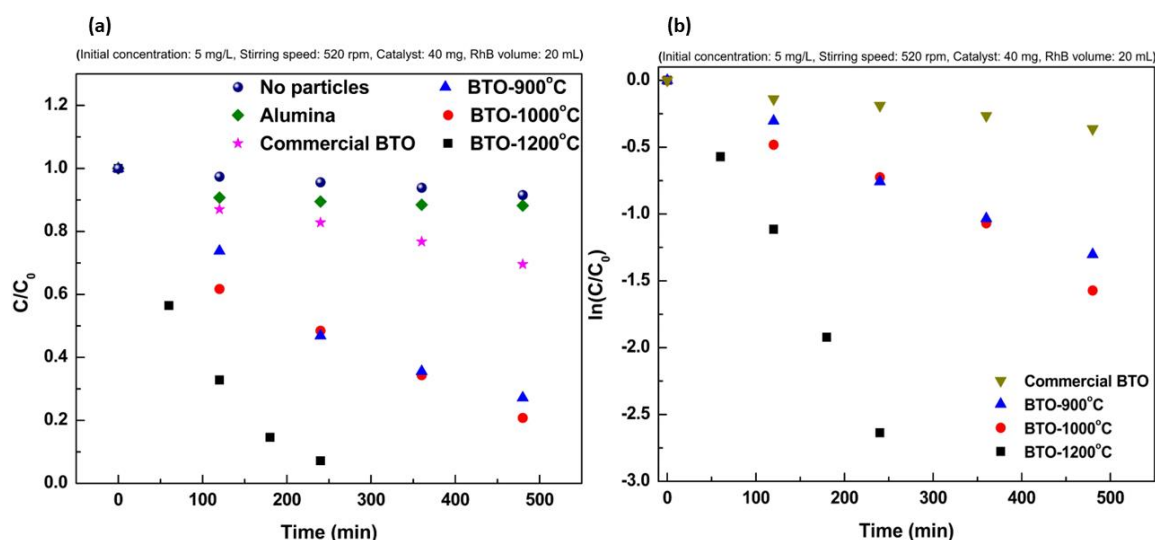 (a)
(Initial concentration: 5 mg/L, Stirring speed: 520 rpm, Catalyst: 40 mg, RhB volume: 20 mL)
No particles
BTO-900°C
Alumina
BTO-1000°C
Commercial BTO
BTO-1200°C
1.2
1.0
0.8
0.6
0.4
0.2
0.0
C/C₀
0 100 200 300 400 500
Time (min)
(b)
(Initial concentration: 5 mg/L, Stirring speed: 520 rpm, Catalyst: 40 mg, RhB volume: 20 mL)
0.0
-0.5
-1.0
-1.5
-2.0
-2.5
-3.0
ln(C/C₀)
Commercial BTO
BTO-900°C
BTO-1000°C
BTO-1200°C
0 100 200 300 400 500
Time (min)